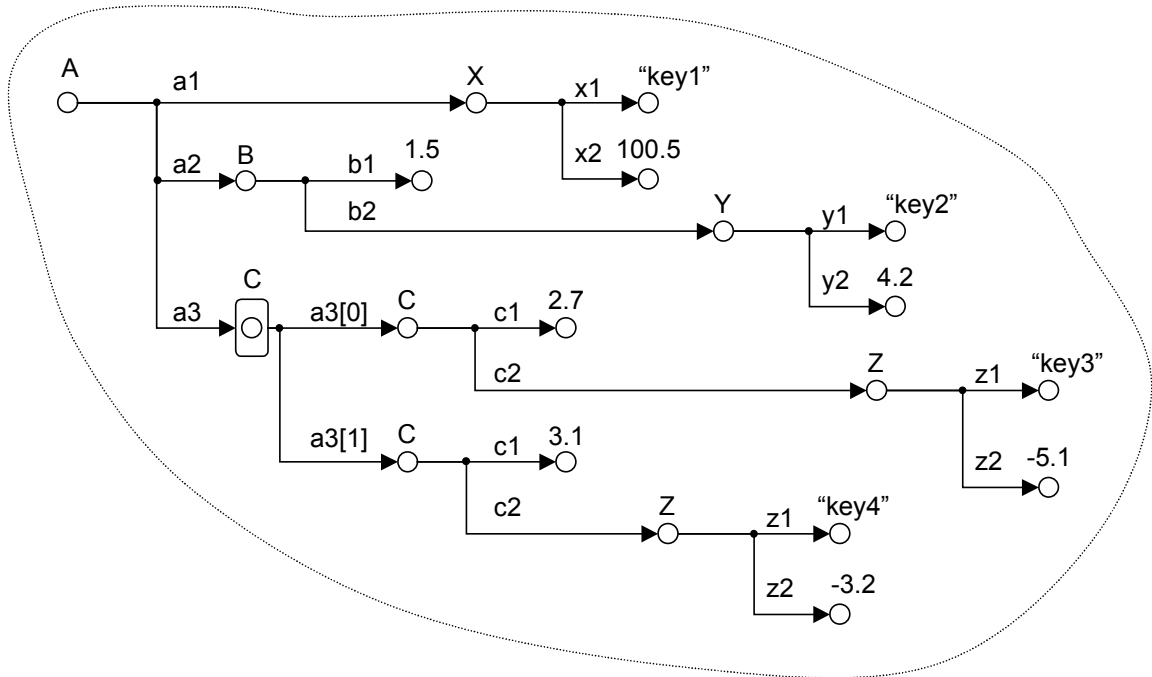 A
a1
X
x1
“key1”
x2
100.5
a2
B
b1
1.5
b2
Y
y1
“key2”
y2
4.2
C
a3
a3[0]
C
c1
2.7
c2
Z
z1
“key3”
z2
-5.1
a3[1]
C
c1
3.1
c2
Z
z1
“key4”
z2
-3.2